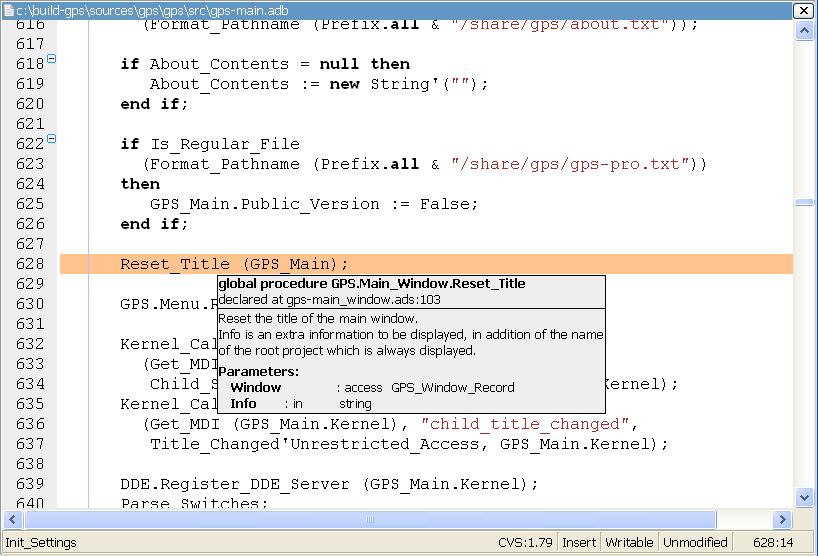 c:\build-gps\sources\gps\gps\src\gps-main.adb
616 (Format_Pathname (Prefix.all & "/share/gps/about.txt"));
617
618 if About_Contents = null then
619 About_Contents := new String'("");
620 end if;
621
622 if Is_Regular_File
623 (Format_Pathname (Prefix.all & "/share/gps/gps-pro.txt"))
624 then
625 GPS_Main.Public_Version := False;
626 end if;
627
628 Reset_Title (GPS_Main);
629
global procedure GPS.Main_Window.Reset_Title
declared at gps-main_window.ads:103
630 GPS.Menu.
631
Reset the title of the main window.
Info is an extra information to be displayed, in addition of the name
of the root project which is always displayed.
Parameters:
Window : access GPS_Window_Record
Info : in string
632 Kernel_Cal
633 (Get_MDI
634 Child_ Kernel);
635 Kernel_Cal
636 (Get_MDI (GPS_Main.Kernel), "child_title_changed",
637 Title_Changed'Unrestricted_Access, GPS_Main.Kernel);
638
639 DDE.Register_DDE_Server (GPS_Main.Kernel);
640 Parse_Switches;
Init_Settings CVS:1.79 Insert Writable Unmodified 628:14